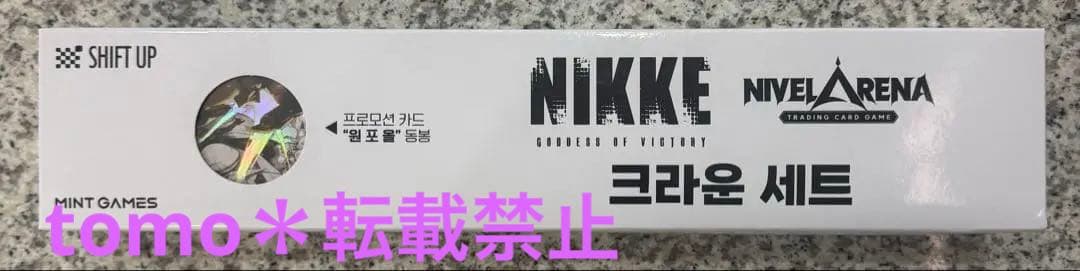 SHIFT UP
프로모션 카드
"원 포 올" 동봉
MINT GAMES
NIKKE
GODDESS OF VICTORY
NIVEL ARENA
TRADING CARD GAME
크라운 세트
tomo＊転載禁止